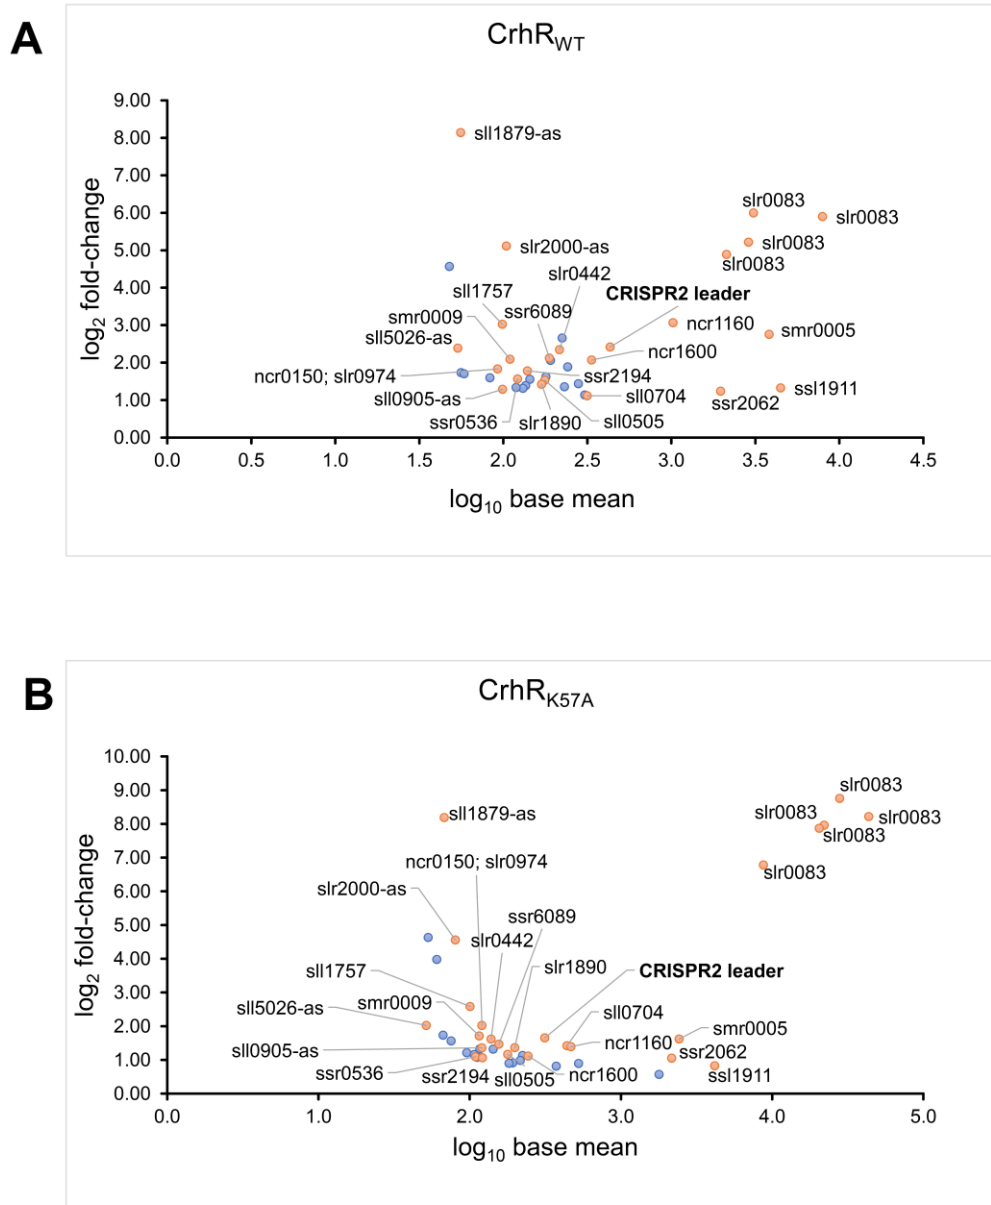 A
CrhR_WT
log2 fold-change
9.00
8.00
7.00
6.00
5.00
4.00
3.00
2.00
1.00
0.00
sll1879-as
slr0083
slr0083
slr2000-as
slr0083
slr0083
slr0442
sll1757
CRISPR2 leader
ssr6089
smr0009
ncr1160
smr0005
sll5026-as
ncr1600
ncr0150; slr0974
ssr2194
sll0905-as
sll0704
ssl1911
ssr2062
ssr0536
slr1890
sll0505
0.0 0.5 1.0 1.5 2.0 2.5 3.0 3.5 4.0 4.5
log10 base mean
B
CrhR_K57A
log2 fold-change
10.00
9.00
8.00
7.00
6.00
5.00
4.00
3.00
2.00
1.00
0.00
slr0083
sll1879-as
slr0083
slr0083
slr0083
ncr0150; slr0974
slr0083
slr2000-as
ssr6089
slr0442
sll1757
slr1890
CRISPR2 leader
sll5026-as
smr0009
sll0704
smr0005
ncr1160
sll0905-as
ssr2062
ssr0536
ssr2194
sll0505
ncr1600
ssl1911
0.0 1.0 2.0 3.0 4.0 5.0
log10 base mean